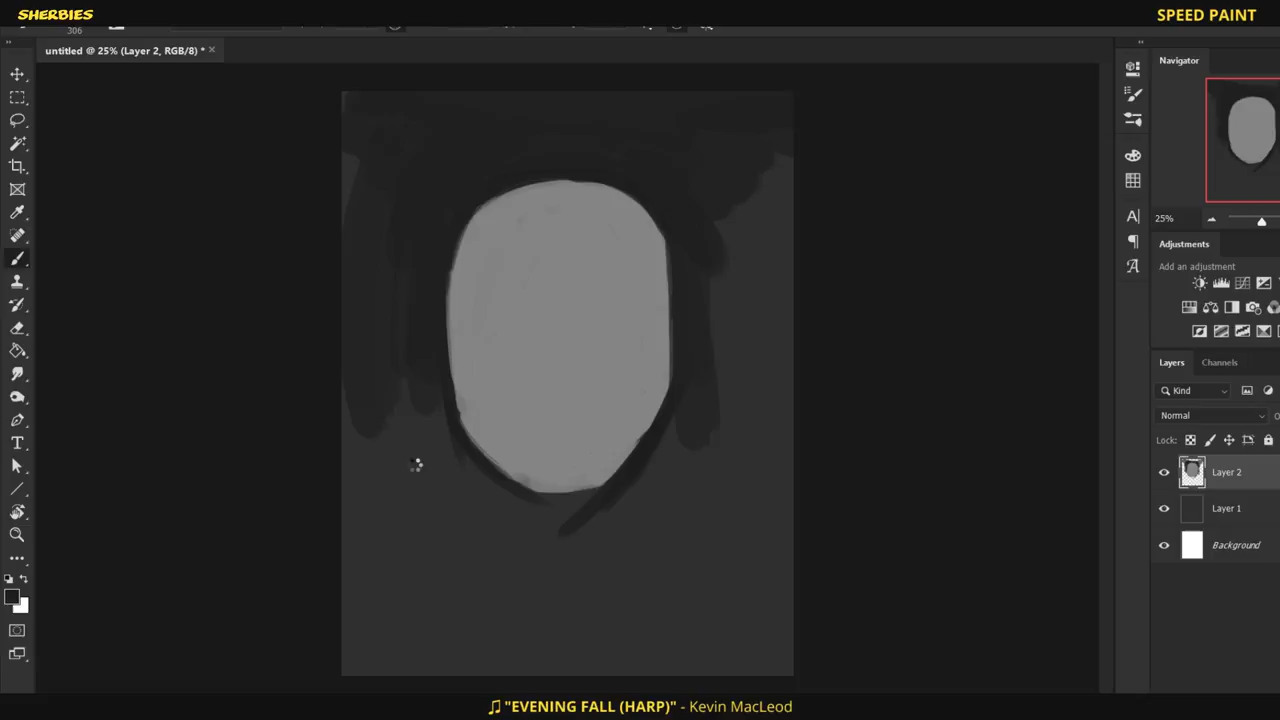 SHERBIES
SPEED PAINT
306
untitled @ 25% (Layer 2, RGB/8) *
Navigator
25%
Adjustments
Add an adjustment
Layers Channels
Kind
Normal
Lock:
Layer 2
Layer 1
Background
♫ "EVENING FALL (HARP)" - Kevin MacLeod